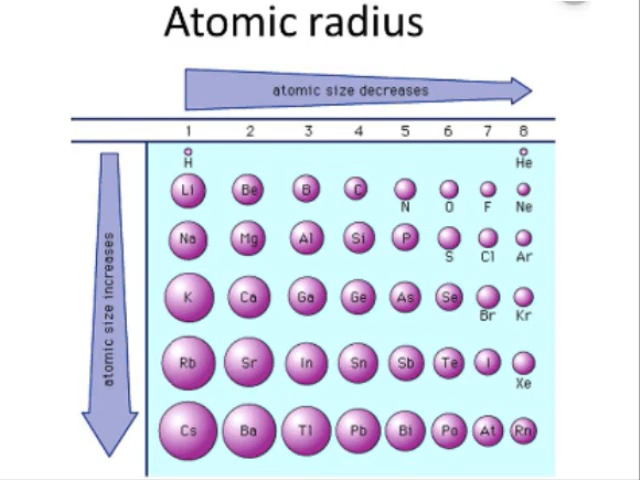 Atomic radius
atomic size decreases
1 2 3 4 5 6 7 8
H He
Li Be B C N O F Ne
Na Mg Al Si P S Cl Ar
K Ca Ga Ge As Se Br Kr
Rb Sr In Sn Sb Te I Xe
Cs Ba Tl Pb Bi Po At Rn
atomic size increases